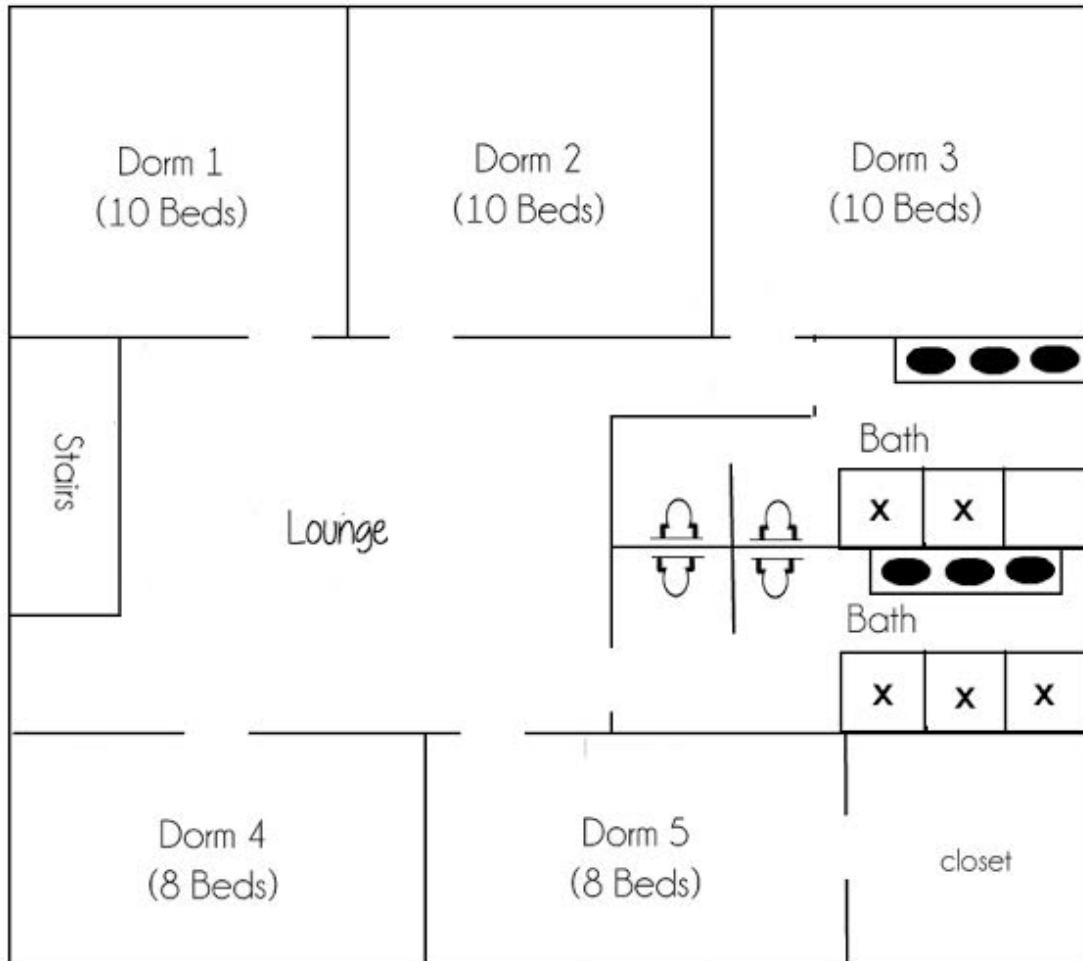 Dorm 1
(10 Beds)
Dorm 2
(10 Beds)
Dorm 3
(10 Beds)
Stairs
Lounge
Bath
X X
Bath
X X X
Dorm 4
(8 Beds)
Dorm 5
(8 Beds)
closet